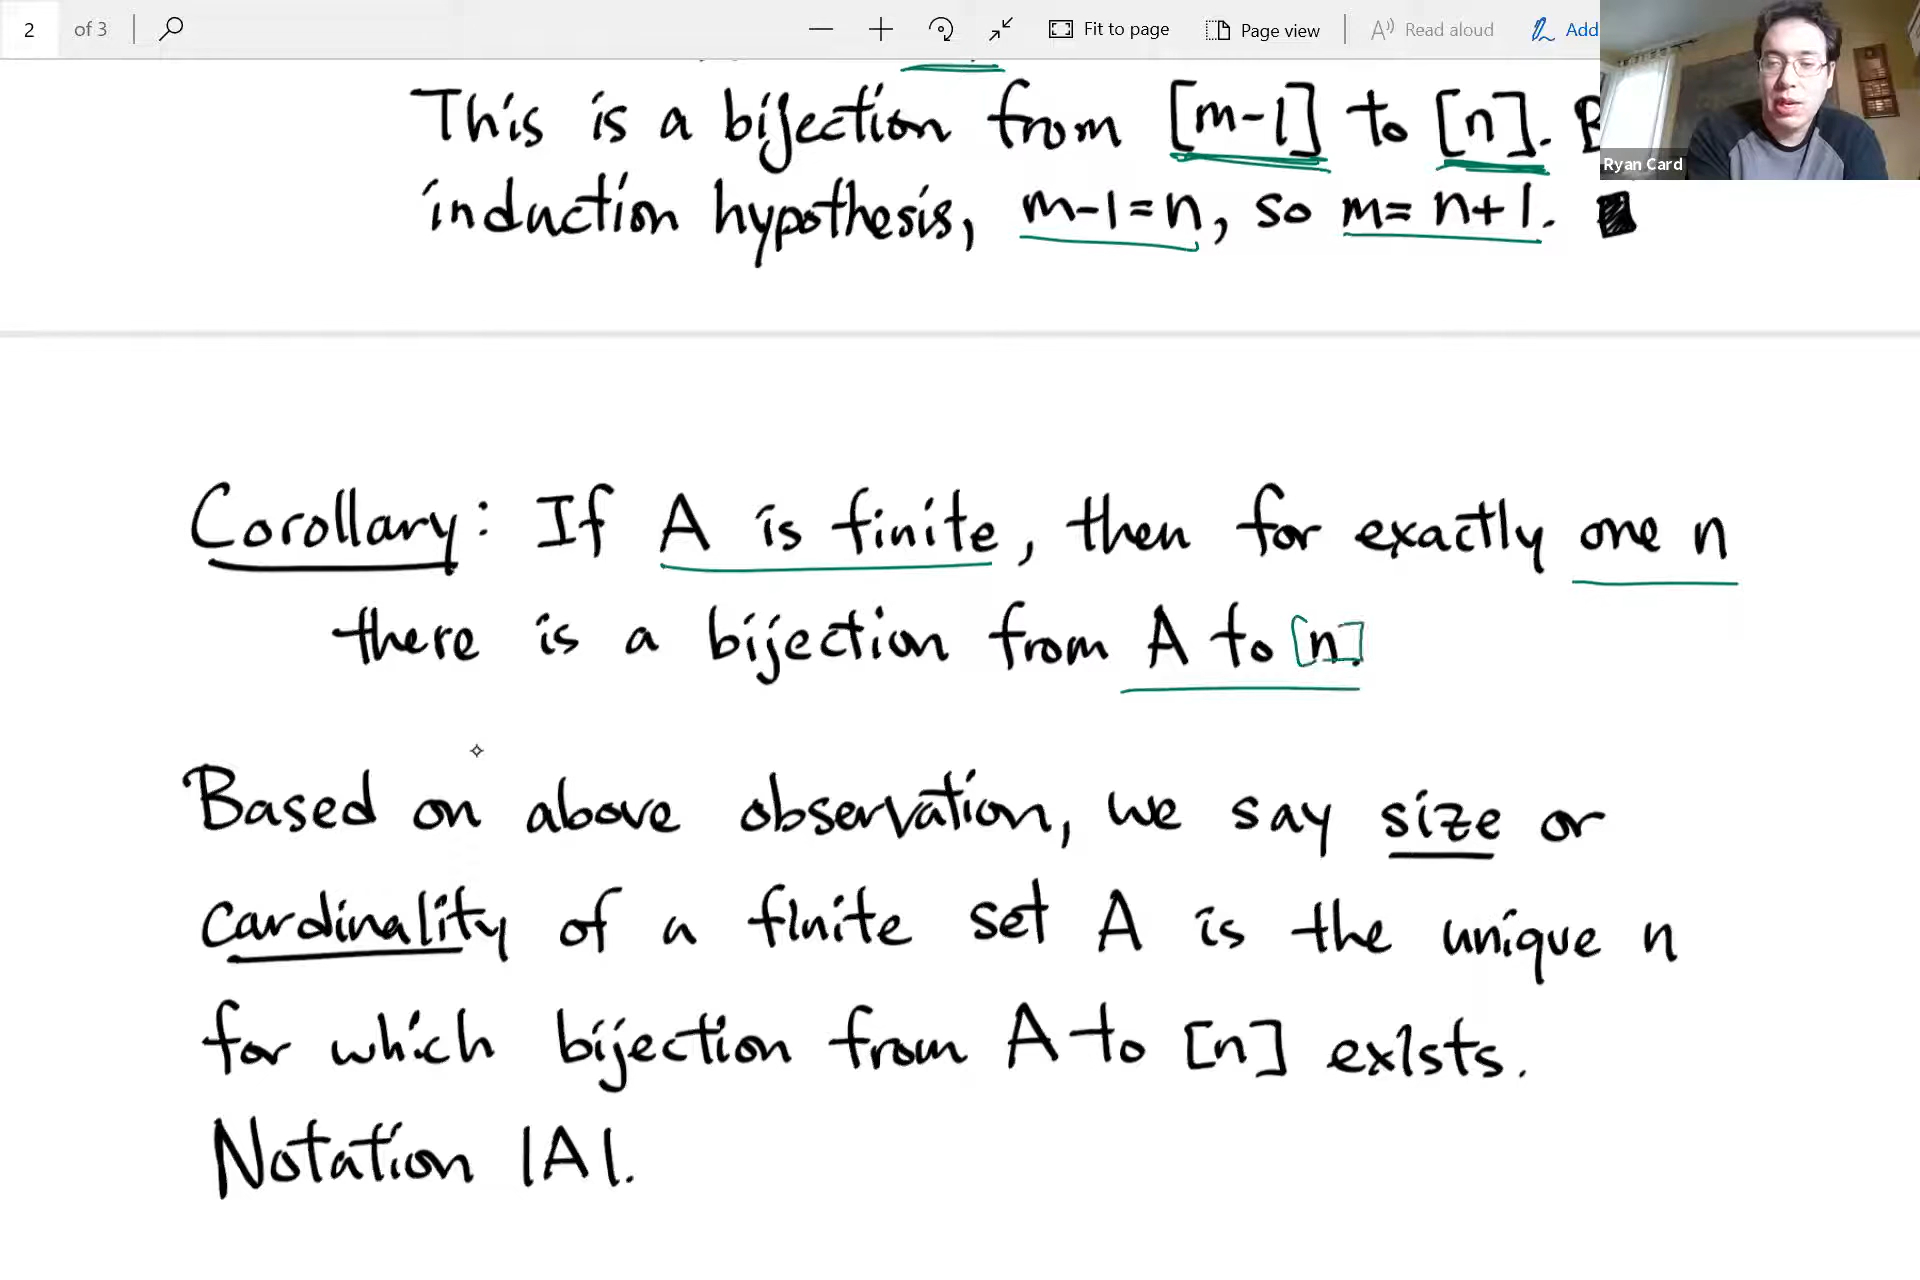 2 of 3 Fit to page Page view A Read aloud Add
Ryan Card
This is a bijection from [m-1] to [n]. B
induction hypothesis, m-1=n, so m=n+1.
Corollary: If A is finite, then for exactly one n
there is a bijection from A to [n].
Based on above observation, we say size or
cardinality of a finite set A is the unique n
for which bijection from A to [n] exists.
Notation |A|.